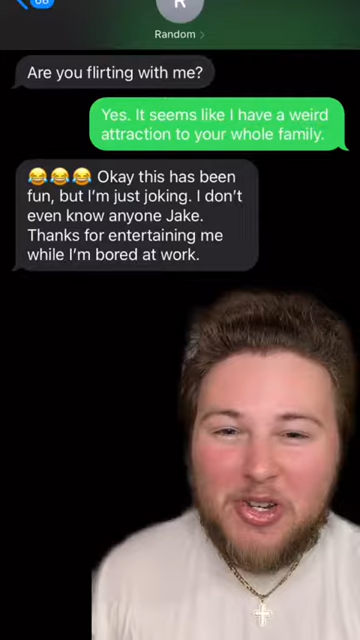 68
R
Random >
Are you flirting with me?
Yes. It seems like I have a weird
attraction to your whole family.
😂😂😂 Okay this has been
fun, but I'm just joking. I don't
even know anyone Jake.
Thanks for entertaining me
while I'm bored at work.